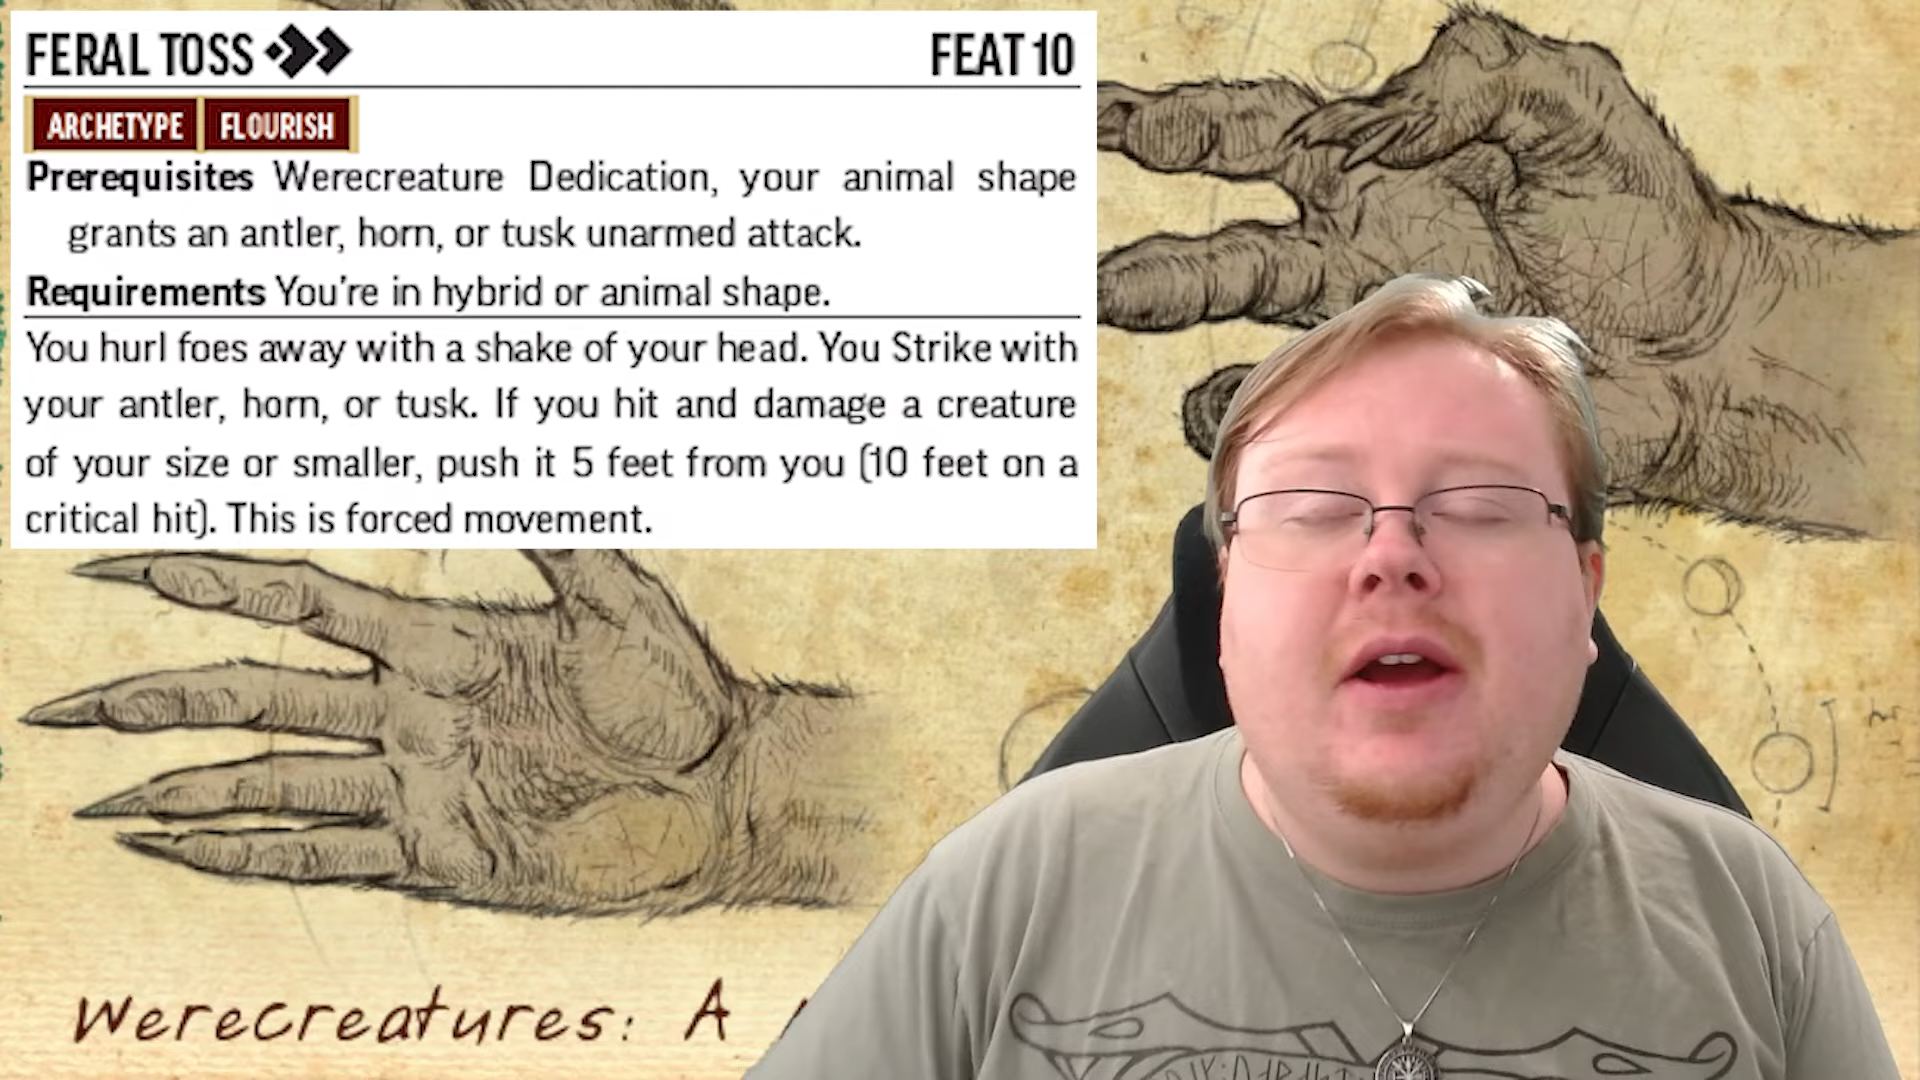 FERAL TOSS FEAT 10
ARCHETYPE FLOURISH
Prerequisites Werecreature Dedication, your animal shape
grants an antler, horn, or tusk unarmed attack.
Requirements You're in hybrid or animal shape.
You hurl foes away with a shake of your head. You Strike with
your antler, horn, or tusk. If you hit and damage a creature
of your size or smaller, push it 5 feet from you (10 feet on a
critical hit). This is forced movement.
Werecreatures: A